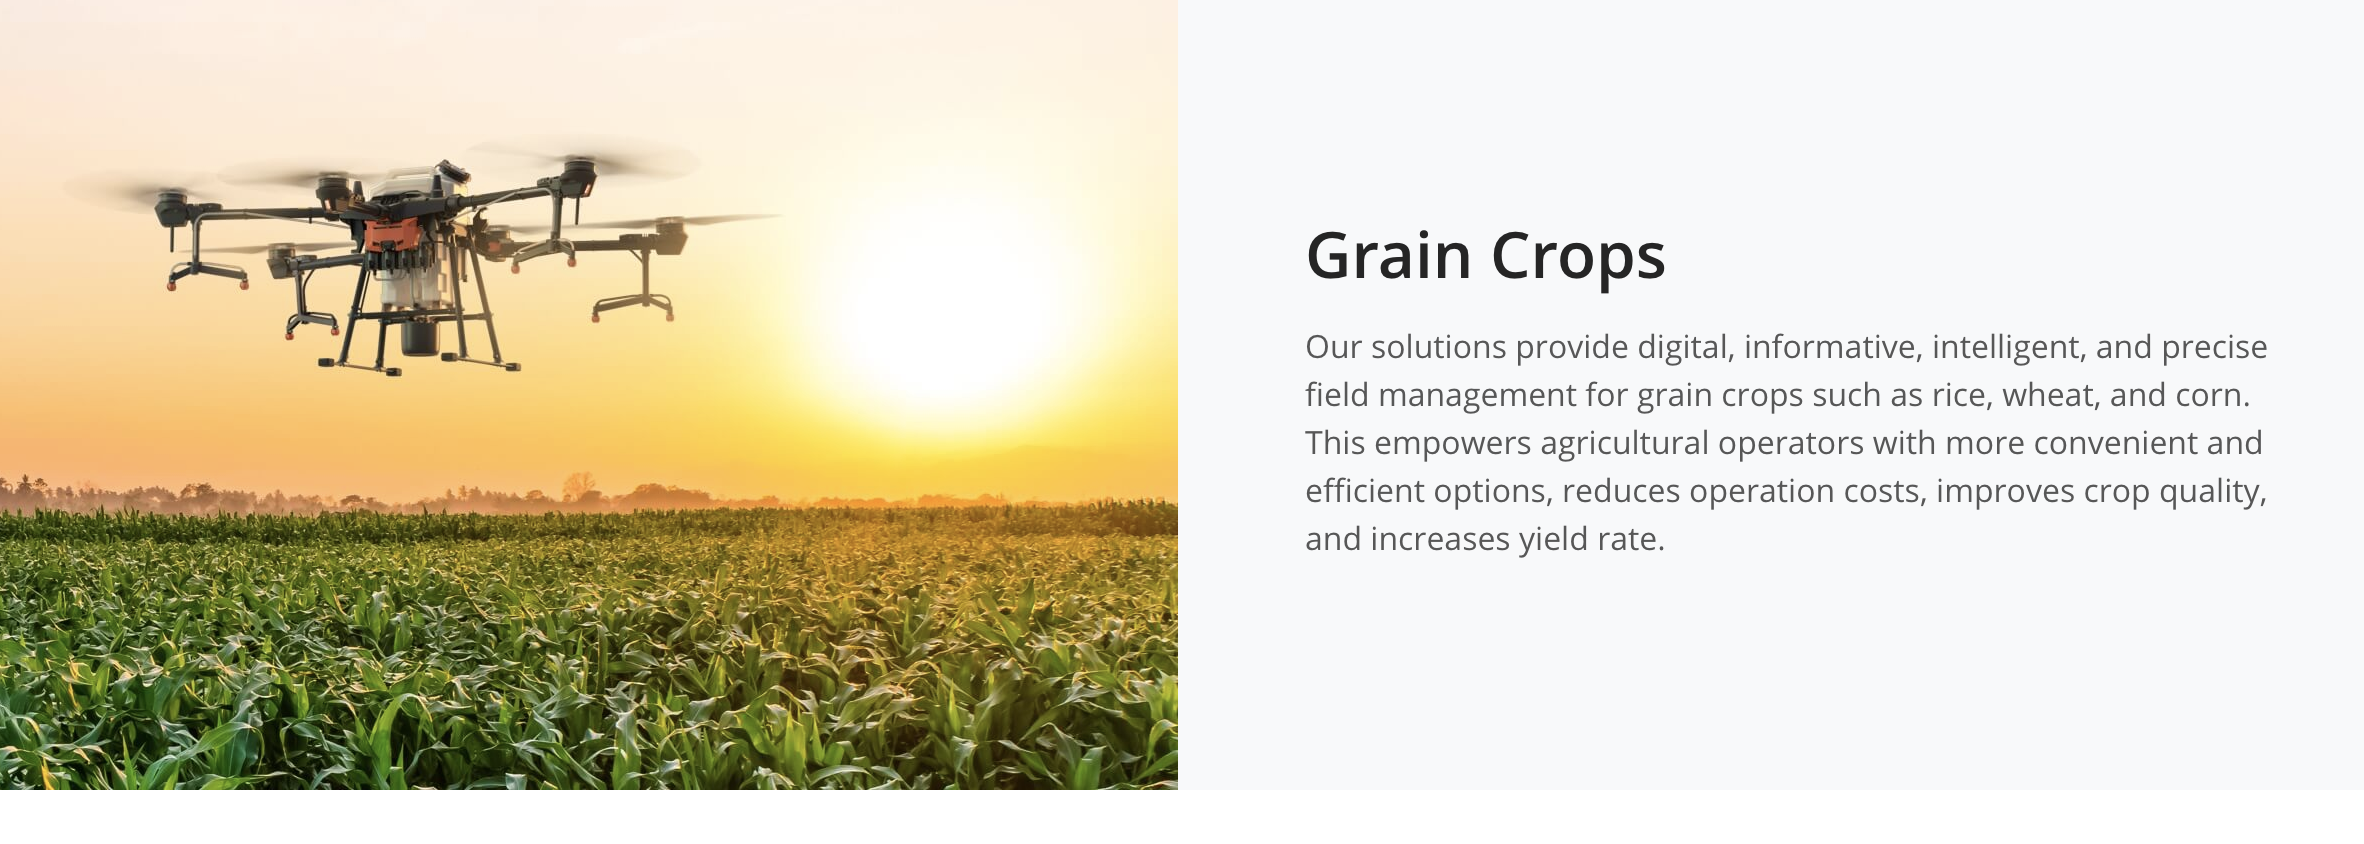 Grain Crops
Our solutions provide digital, informative, intelligent, and precise
field management for grain crops such as rice, wheat, and corn.
This empowers agricultural operators with more convenient and
efficient options, reduces operation costs, improves crop quality,
and increases yield rate.